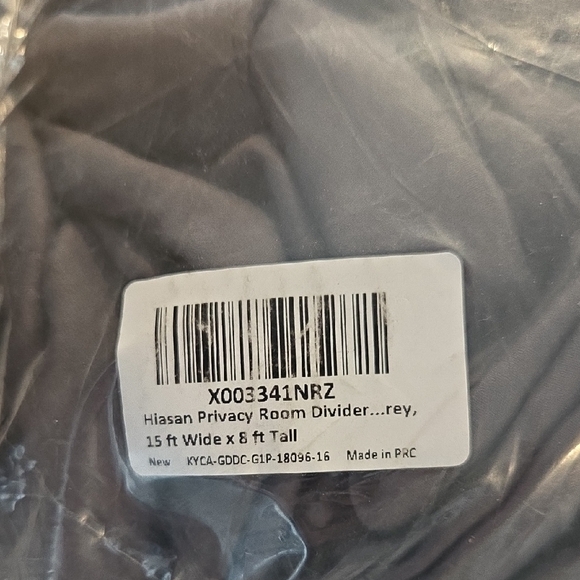 X003341NRZ
Hiasan Privacy Room Divider...rey,
15 ft Wide x 8 ft Tall
New KYCA-GDDC-G1P-18096-16 Made in PRC